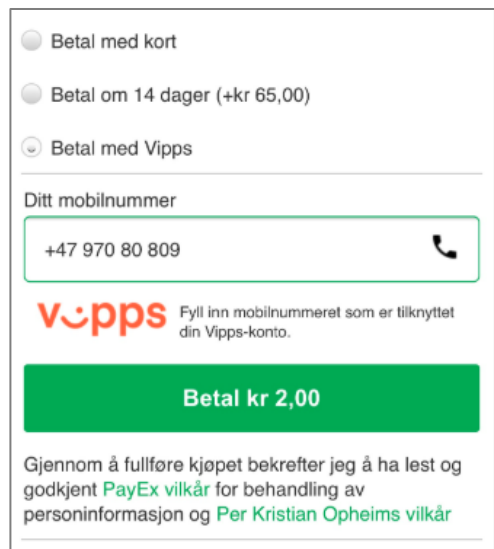 Betal med kort
Betal om 14 dager (+kr 65,00)
Betal med Vipps
Ditt mobilnummer
+47 970 80 809
vipps
Fyll inn mobilnummeret som er tilknyttet
din Vipps-konto.
Betal kr 2,00
Gjennom å fullføre kjøpet bekrefter jeg å ha lest og
godkjent PayEx vilkår for behandling av
personinformasjon og Per Kristian Opheims vilkår